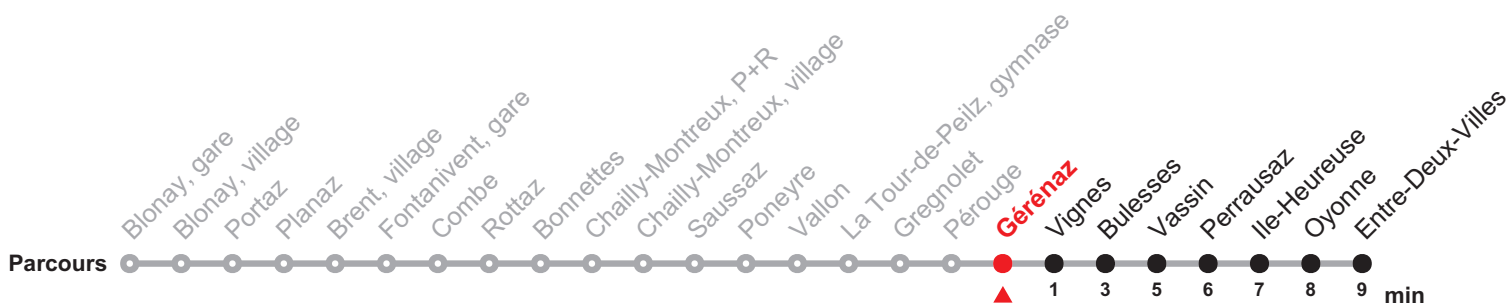 Blonay, gare
Blonay, village
Portaz
Planaz
Brent, village
Fontanivent, gare
Combe
Rottaz
Bonnettes
Chailly-Montreux, P+R
Chailly-Montreux, village
Saussaz
Poneyre
Vallon
La Tour-de-Peilz, gymnase
Gregnolet
Pérouge
Gérénaz
Vignes
Bulesses
Vassin
Perrausaz
Ile-Heureuse
Oyonne
Entre-Deux-Villes
Parcours
1 3 5 6 7 8 9 min